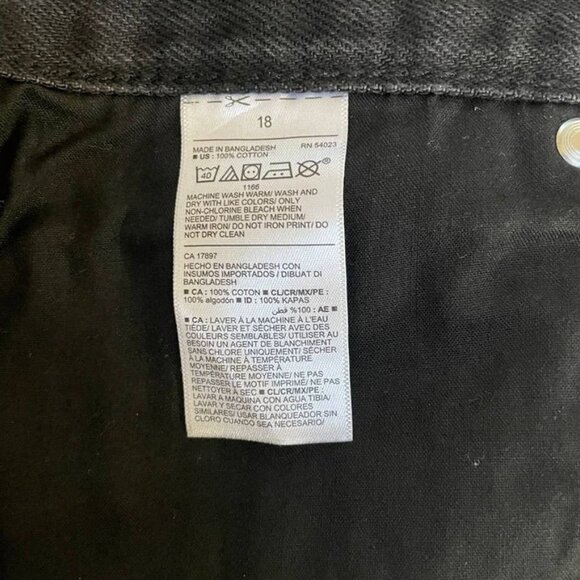 18
MADE IN BANGLADESH RN 54023
■ US : 100% COTTON
40
1166
MACHINE WASH WARM/ WASH AND
DRY WITH LIKE COLORS/ ONLY
NON-CHLORINE BLEACH WHEN
NEEDED/ TUMBLE DRY MEDIUM/
WARM IRON/ DO NOT IRON PRINT/ DO
NOT DRY CLEAN
CA 17897
HECHO EN BANGLADESH CON
INSUMOS IMPORTADOS / DIBUAT DI
BANGLADESH
■ CA : 100% COTON ■ CL/CR/MX/PE :
100% algodón ■ ID : 100% KAPAS
■ AE : 100% قطن
■ CA : LAVER À LA MACHINE À L'EAU
TIÈDE/ LAVER ET SÉCHER AVEC DES
COULEURS SEMBLABLES/ UTILISER AU
BESOIN UN AGENT DE BLANCHIMENT
SANS CHLORE UNIQUEMENT/ SÉCHER
À LA MACHINE À TEMPÉRATURE
MOYENNE/ REPASSER À
TEMPÉRATURE MOYENNE/ NE PAS
REPASSER LE MOTIF IMPRIMÉ/ NE PAS
NETTOYER À SEC ■ CL/CR/MX/PE :
LAVAR A MAQUINA CON AGUA TIBIA/
LAVAR Y SECAR CON COLORES
SIMILARES/ USAR BLANQUEADOR SIN
CLORO CUANDO SEA NECESARIO/